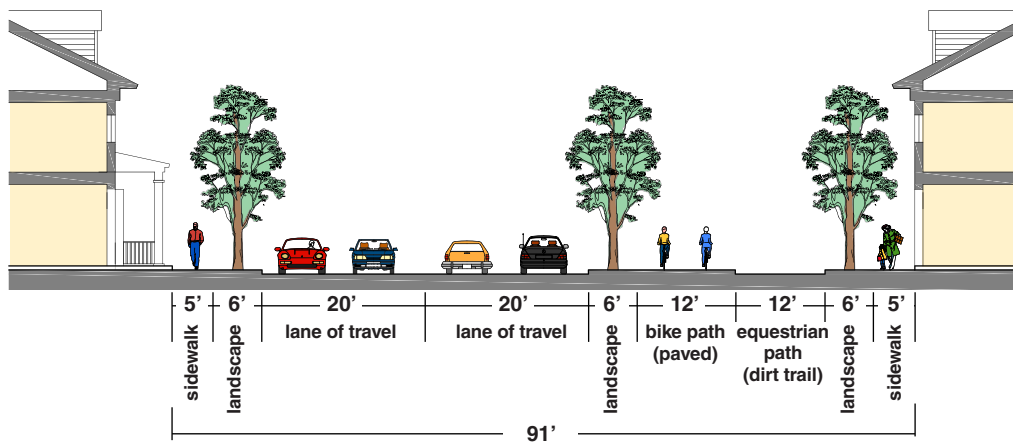 5’ 6’ 20’ 20’ 6’ 12’ 12’ 6’ 5’
sidewalk
landscape
lane of travel
lane of travel
landscape
bike path
(paved)
equestrian
path
(dirt trail)
landscape
sidewalk
91’